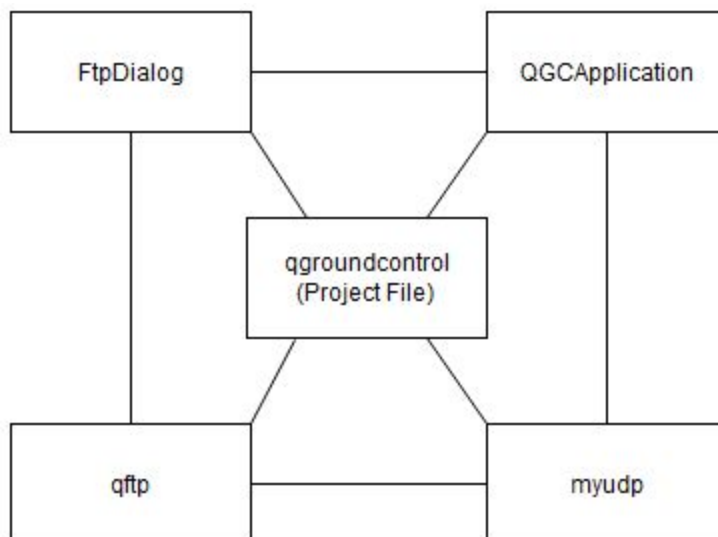 FtpDialog
QGCApplication
qgroundcontrol
(Project File)
qftp
myudp